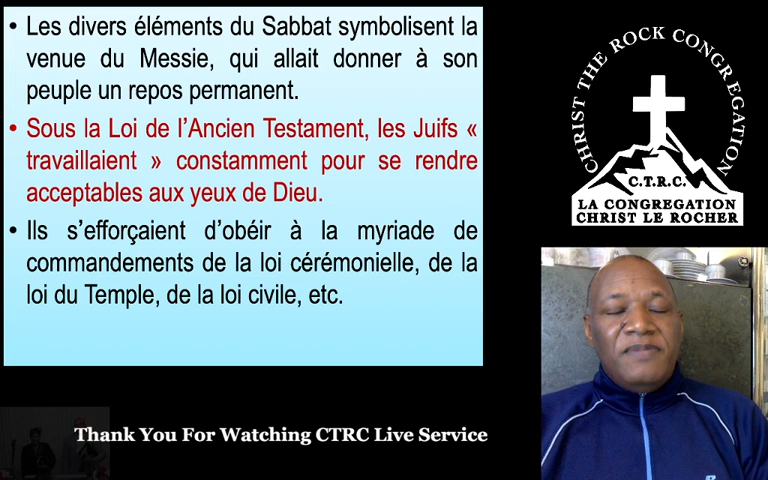 • Les divers éléments du Sabbat symbolisent la
venue du Messie, qui allait donner à son
peuple un repos permanent.
• Sous la Loi de l’Ancien Testament, les Juifs «
travaillaient » constamment pour se rendre
acceptables aux yeux de Dieu.
• Ils s’efforçaient d’obéir à la myriade de
commandements de la loi cérémonielle, de la
loi du Temple, de la loi civile, etc.
CHRIST THE ROCK CONGREGATION
C.T.R.C.
LA CONGREGATION
CHRIST LE ROCHER
Thank You For Watching CTRC Live Service